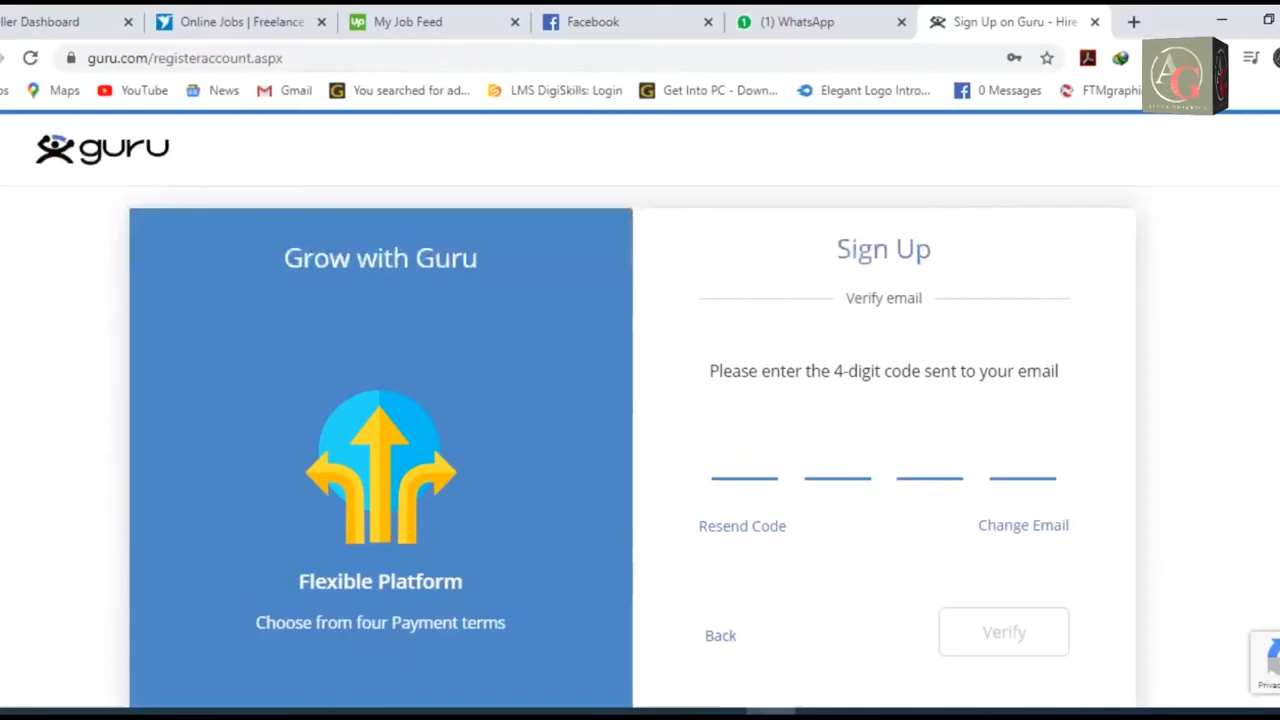 ller Dashboard
Online Jobs | Freelance
My Job Feed
Facebook
(1) WhatsApp
Sign Up on Guru - Hire
guru.com/registeraccount.aspx
Maps
YouTube
News
Gmail
You searched for ad...
LMS DigiSkills: Login
Get Into PC - Down...
Elegant Logo Intro...
0 Messages
FTMgraphi
AG
guru
Grow with Guru
Flexible Platform
Choose from four Payment terms
Sign Up
Verify email
Please enter the 4-digit code sent to your email
Resend Code
Change Email
Back
Verify
Privac